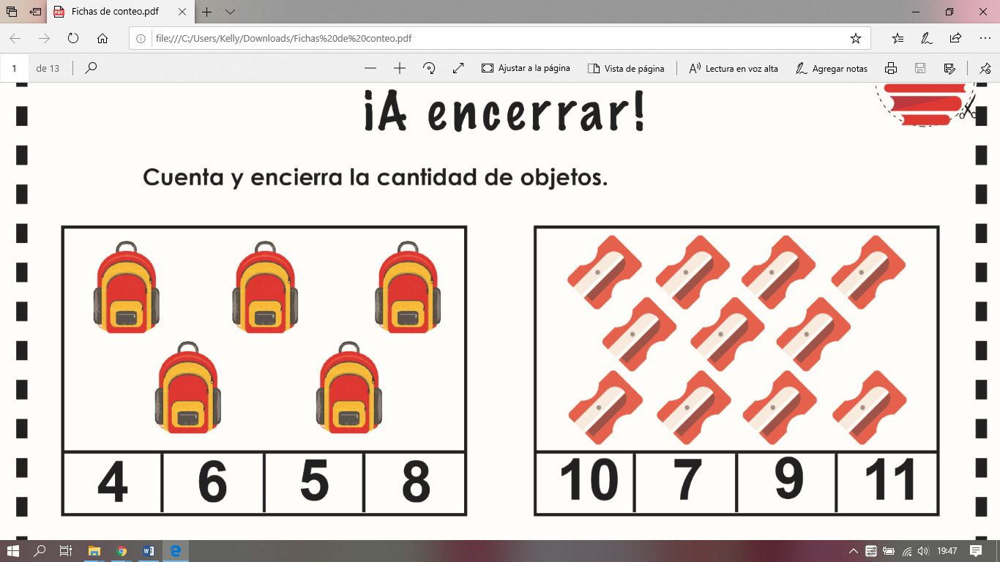 Fichas de conteo.pdf
file:///C:/Users/Kelly/Downloads/Fichas%20de%20conteo.pdf
1 de 13 Ajustar a la página Vista de página Lectura en voz alta Agregar notas
¡A encerrar!
Cuenta y encierra la cantidad de objetos.
4 6 5 8
10 7 9 11
19:47